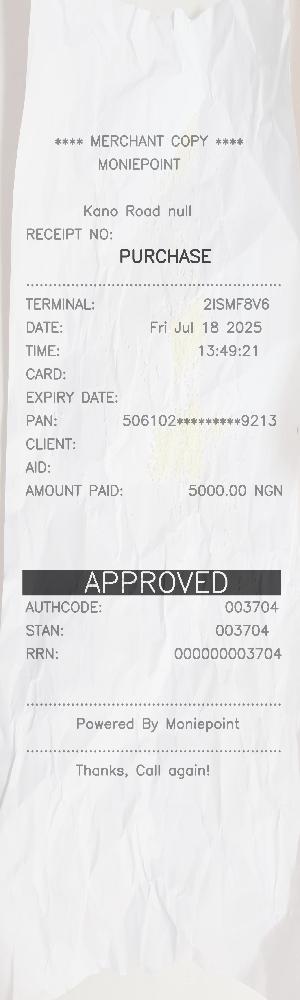 **** MERCHANT COPY ****
MONIEPOINT
Kano Road null
RECEIPT NO:
PURCHASE
TERMINAL: 2ISMF8V6
DATE: Fri Jul 18 2025
TIME: 13:49:21
CARD:
EXPIRY DATE:
PAN: 506102*********9213
CLIENT:
AID:
AMOUNT PAID: 5000.00 NGN
APPROVED
AUTHCODE: 003704
STAN: 003704
RRN: 000000003704
Powered By Moniepoint
Thanks, Call again!